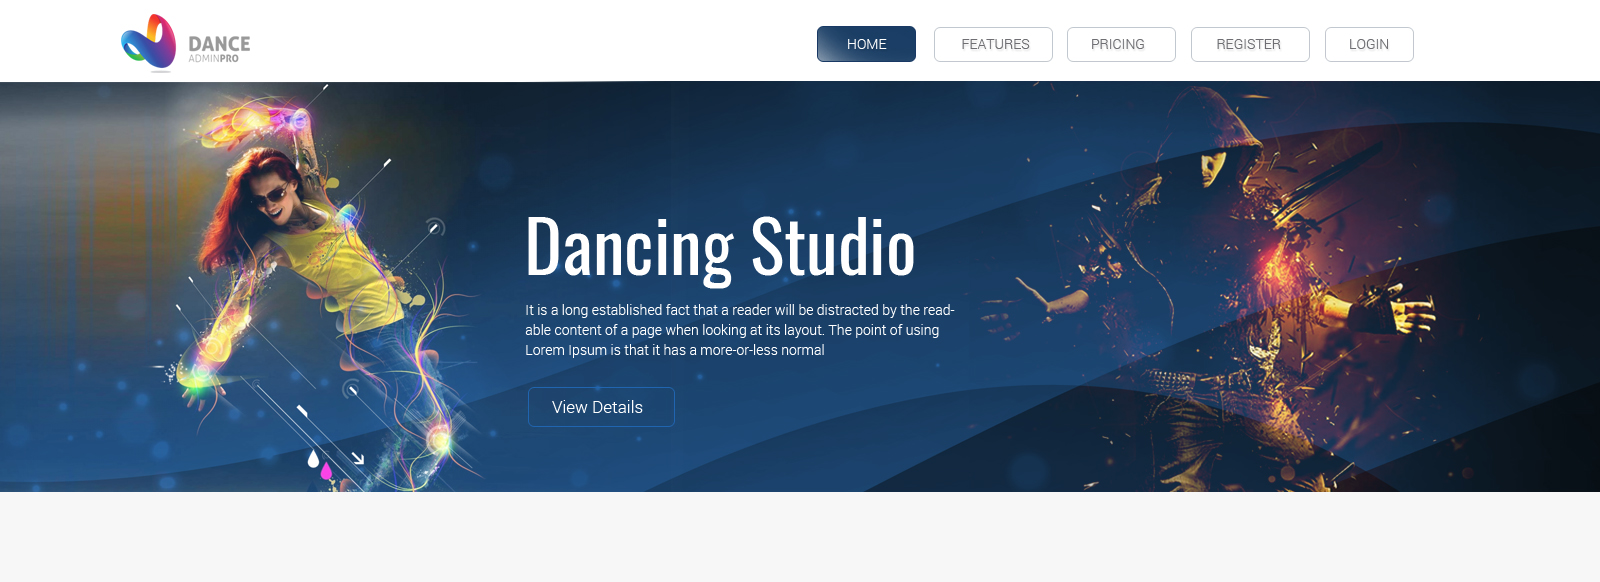 DANCE
ADMINPRO
HOME
FEATURES
PRICING
REGISTER
LOGIN
Dancing Studio
It is a long established fact that a reader will be distracted by the read-
able content of a page when looking at its layout. The point of using
Lorem Ipsum is that it has a more-or-less normal
View Details